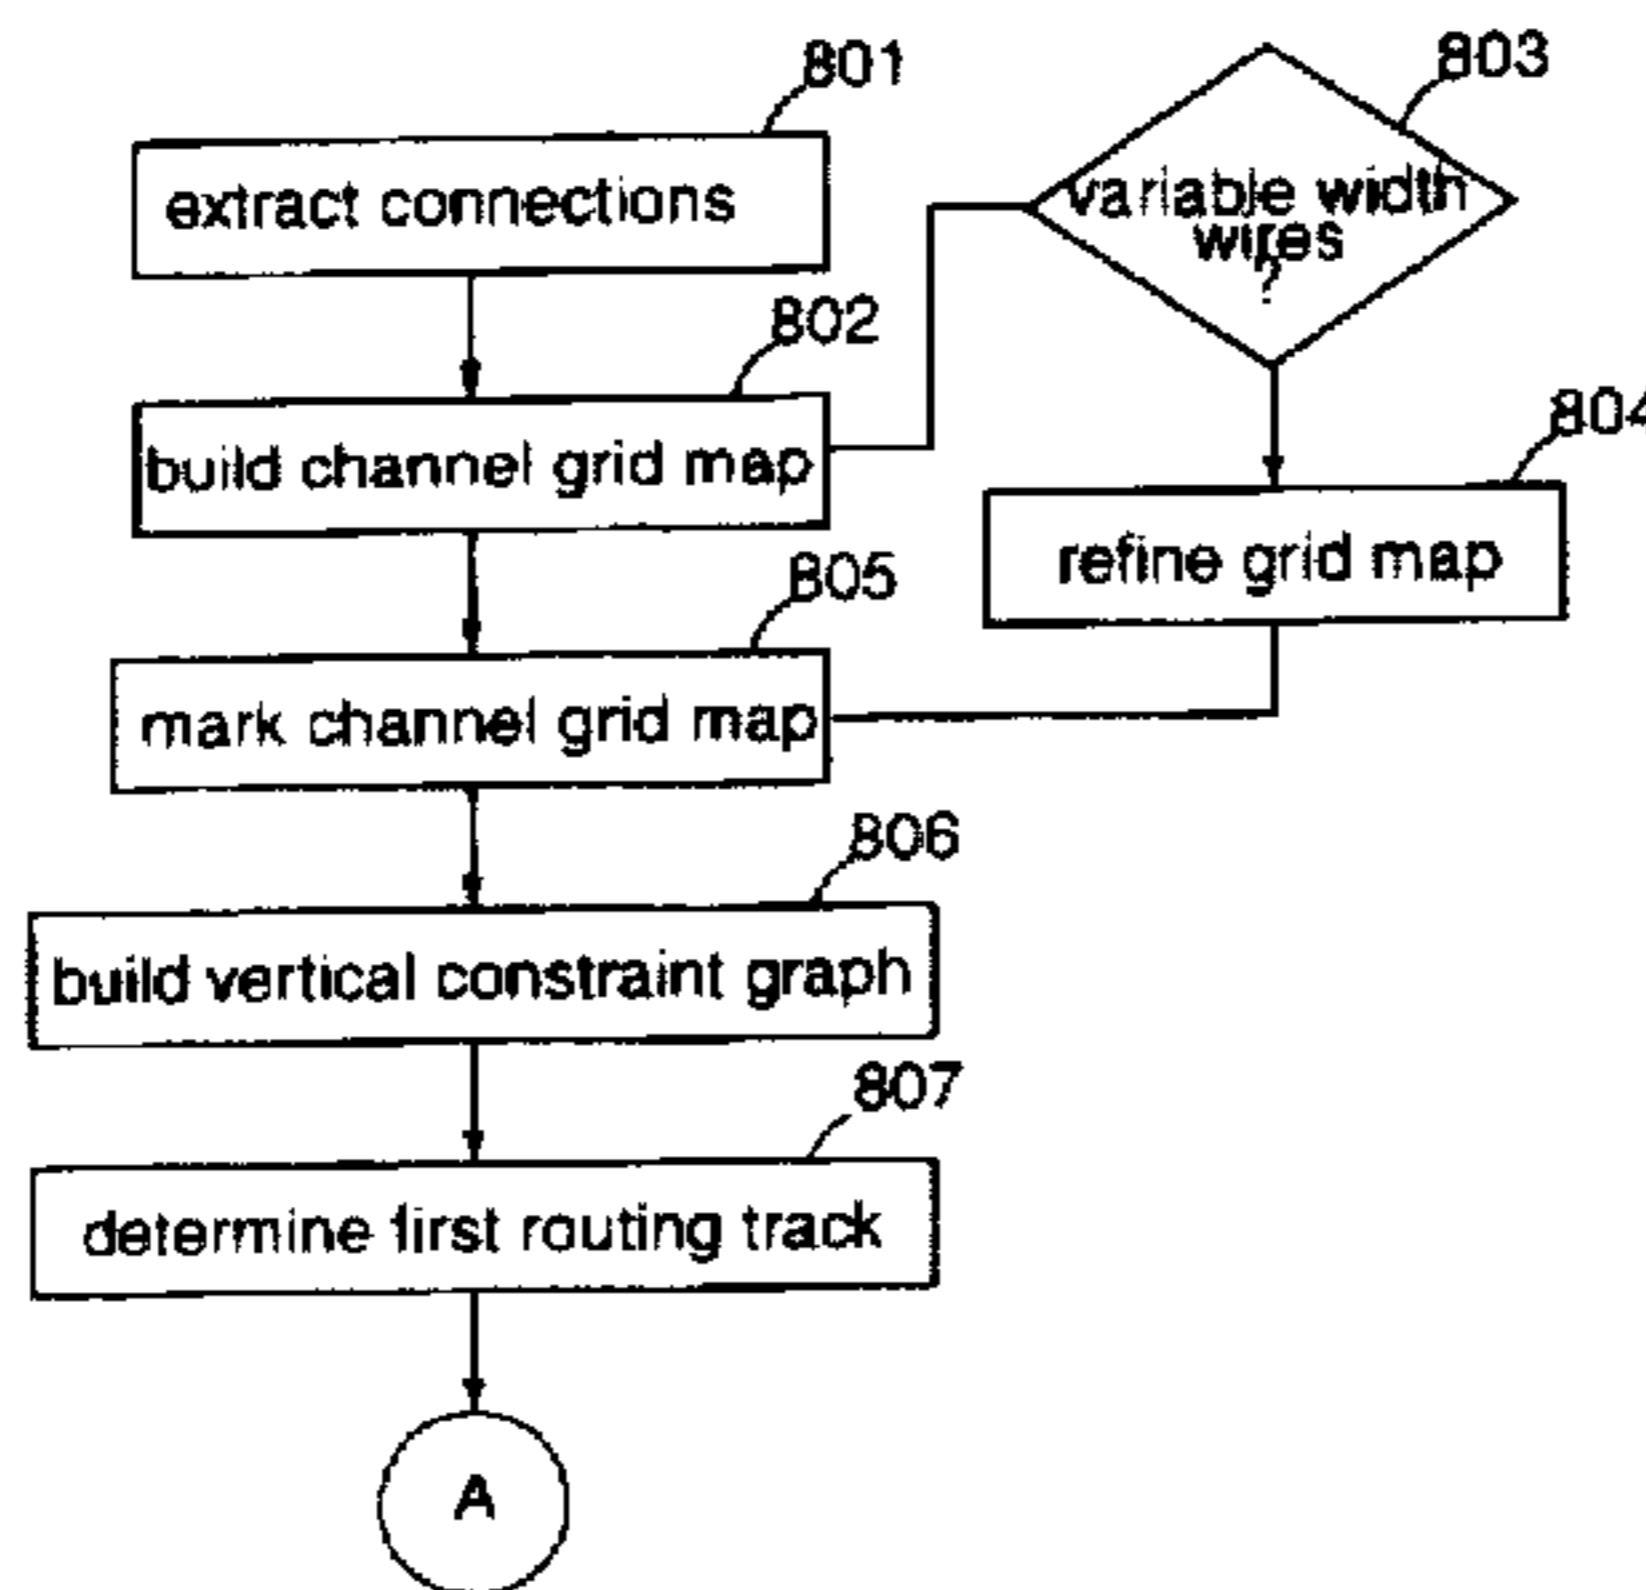 801
extract connections
802
build channel grid map
803
variable width
wires
?
804
refine grid map
805
mark channel grid map
806
build vertical constraint graph
807
determine first routing track
A